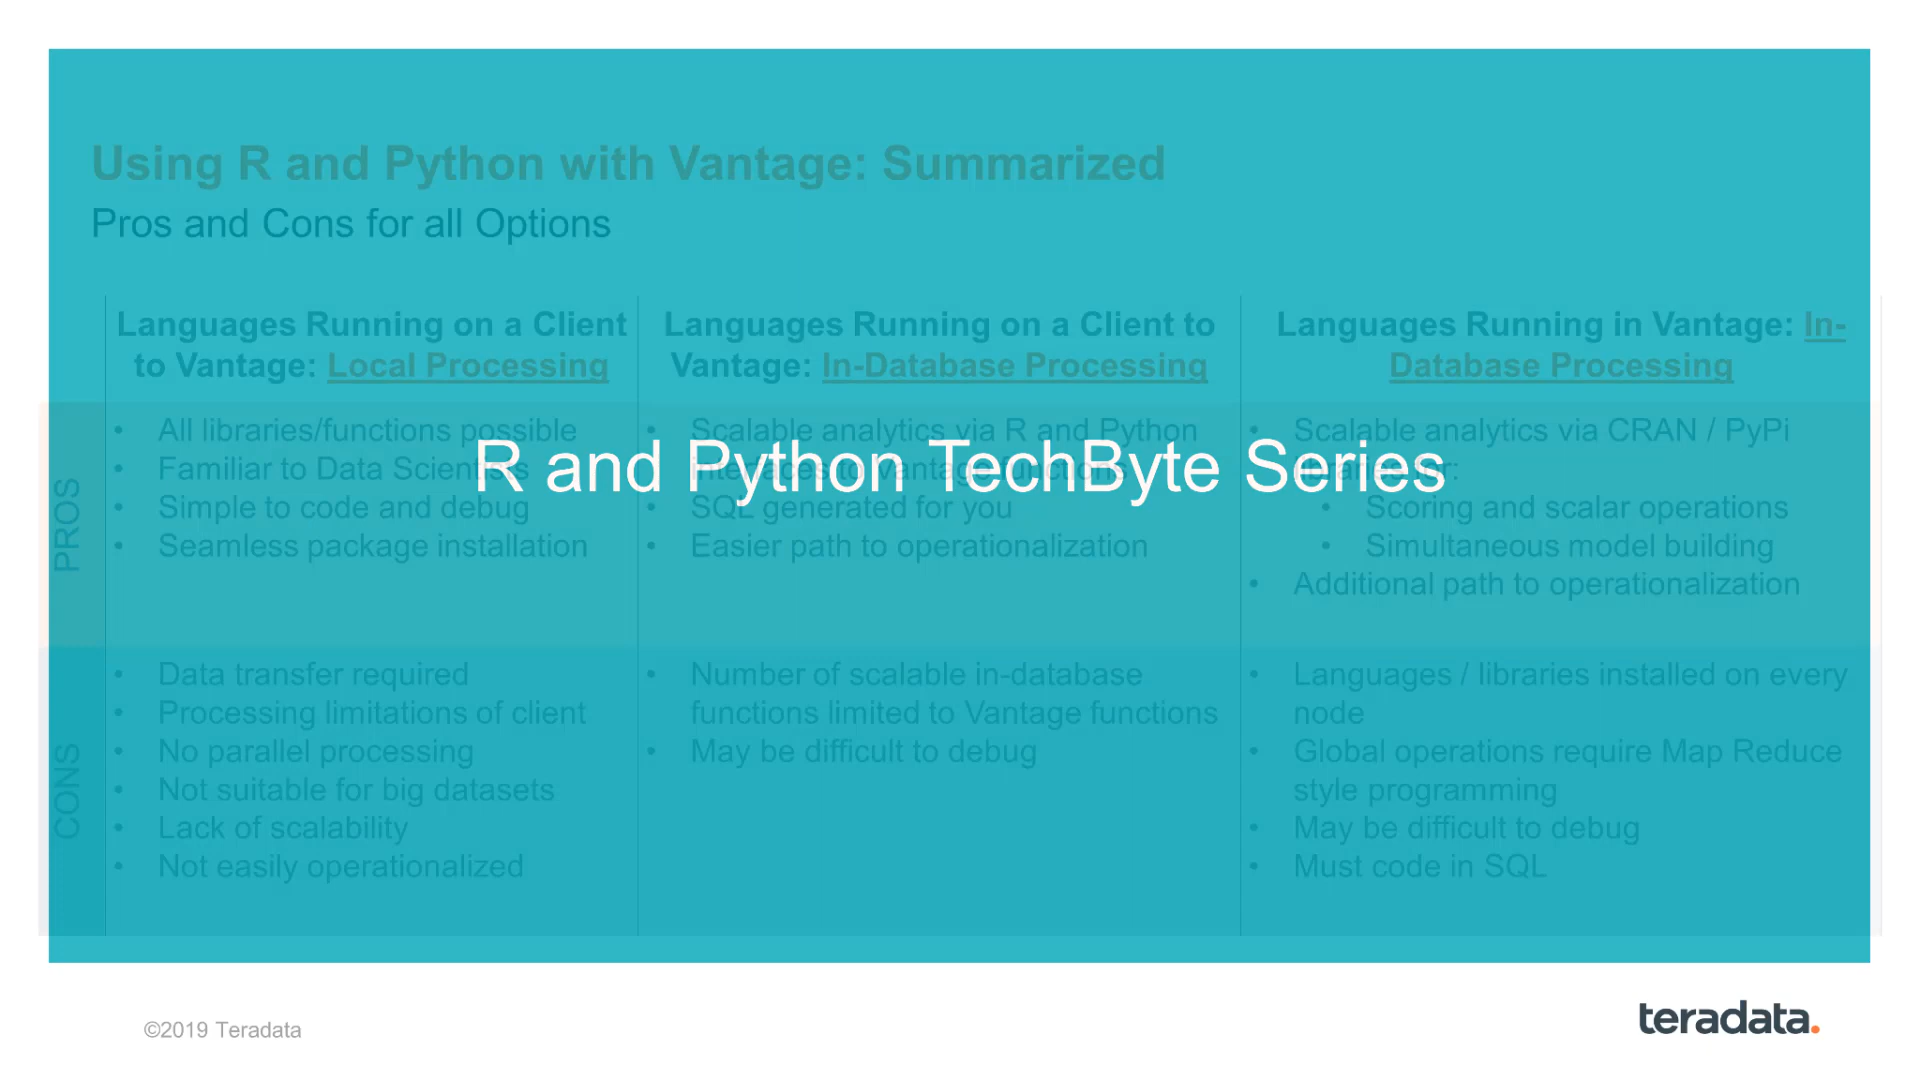 Using R and Python with Vantage: Summarized
Pros and Cons for all Options
Languages Running on a Client
to Vantage: Local Processing
Languages Running on a Client to
Vantage: In-Database Processing
Languages Running in Vantage: In-
Database Processing
R and Python TechByte Series
PROS
• All libraries/functions possible
• Familiar to Data Scientists
• Simple to code and debug
• Seamless package installation
• Scalable analytics via R and Python
interfaces to Vantage functions
• SQL generated for you
• Easier path to operationalization
• Scalable analytics via CRAN / PyPi
libraries for:
• Scoring and scalar operations
• Simultaneous model building
• Additional path to operationalization
CONS
• Data transfer required
• Processing limitations of client
• No parallel processing
• Not suitable for big datasets
• Lack of scalability
• Not easily operationalized
• Number of scalable in-database
functions limited to Vantage functions
• May be difficult to debug
• Languages / libraries installed on every
node
• Global operations require Map Reduce
style programming
• May be difficult to debug
• Must code in SQL
©2019 Teradata
teradata.